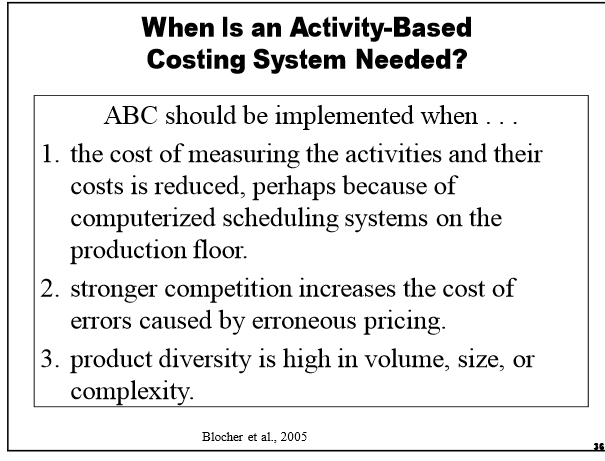 When Is an Activity-Based
Costing System Needed?
ABC should be implemented when . . .
1. the cost of measuring the activities and their
costs is reduced, perhaps because of
computerized scheduling systems on the
production floor.
2. stronger competition increases the cost of
errors caused by erroneous pricing.
3. product diversity is high in volume, size, or
complexity.
Blocher et al., 2005
36